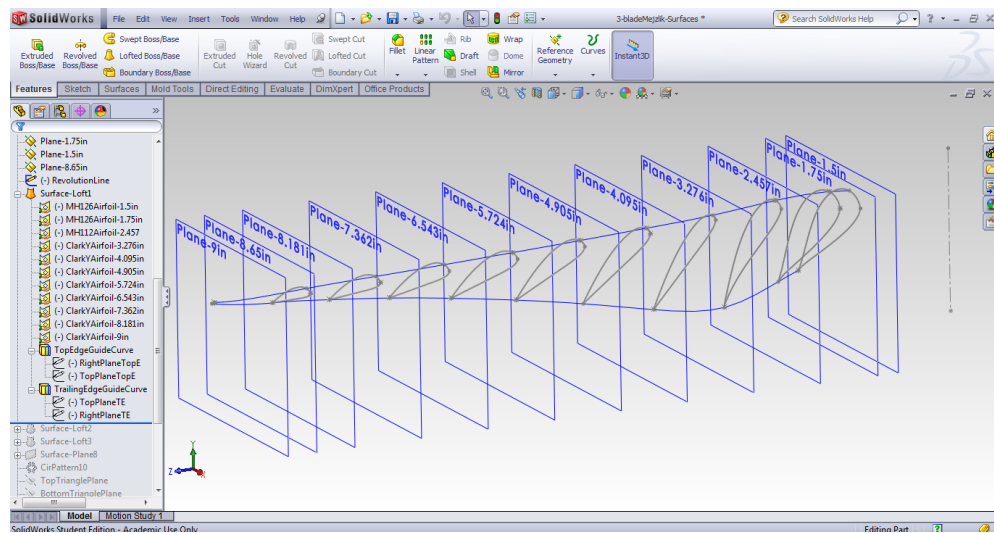 SolidWorks File Edit View Insert Tools Window Help 3-bladeMejzlik-Surfaces * Search SolidWorks Help
Extruded Boss/Base
Revolved Boss/Base
Swept Boss/Base
Lofted Boss/Base
Boundary Boss/Base
Extruded Cut
Hole Wizard
Revolved Cut
Swept Cut
Lofted Cut
Boundary Cut
Fillet
Linear Pattern
Rib
Draft
Shell
Wrap
Dome
Mirror
Reference Geometry
Curves
Instant3D
Features Sketch Surfaces Mold Tools Direct Editing Evaluate DimXpert Office Products
Plane-1.75in
Plane-1.5in
Plane-8.65in
(-) RevolutionLine
Surface-Loft1
(-) MH126Airfoil-1.5in
(-) MH126Airfoil-1.75in
(-) MH112Airfoil-2.457
(-) ClarkYAirfoil-3.276in
(-) ClarkYAirfoil-4.095in
(-) ClarkYAirfoil-4.905in
(-) ClarkYAirfoil-5.724in
(-) ClarkYAirfoil-6.543in
(-) ClarkYAirfoil-7.362in
(-) ClarkYAirfoil-8.181in
(-) ClarkYAirfoil-9in
TopEdgeGuideCurve
(-) RightPlaneTopE
(-) TopPlaneTopE
TrailingEdgeGuideCurve
(-) TopPlaneTE
(-) RightPlaneTE
Surface-Loft2
Surface-Loft3
Surface-Plane8
CirPattern10
TopTrianglePlane
BottomTrianglePlane
Plane-9in
Plane-8.65in
Plane-8.181in
Plane-7.362in
Plane-6.543in
Plane-5.724in
Plane-4.905in
Plane-4.095in
Plane-3.276in
Plane-2.457in
Plane-1.75in
Plane-1.5in
Y
Z
X
Model Motion Study 1
SolidWorks Student Edition - Academic Use Only Editing Part